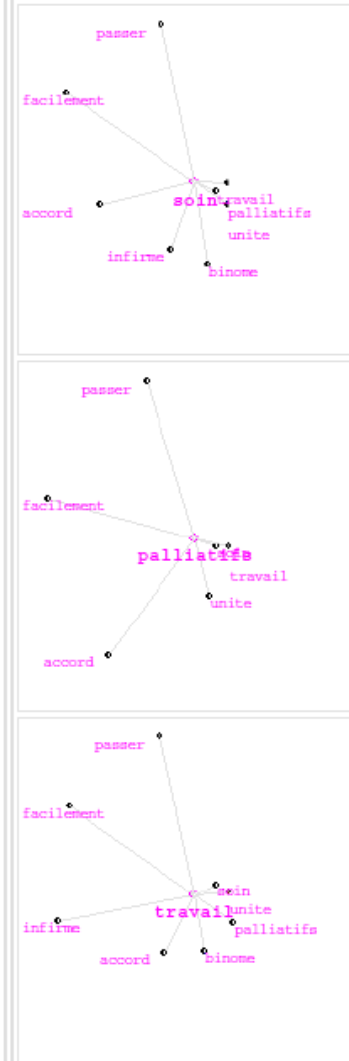 passer
facilement
soin travail
accord
palliatifs
unite
infirme
binome
passer
facilement
palliatifs
travail
unite
accord
passer
facilement
soin
travail unite
infirme
palliatifs
accord
binome